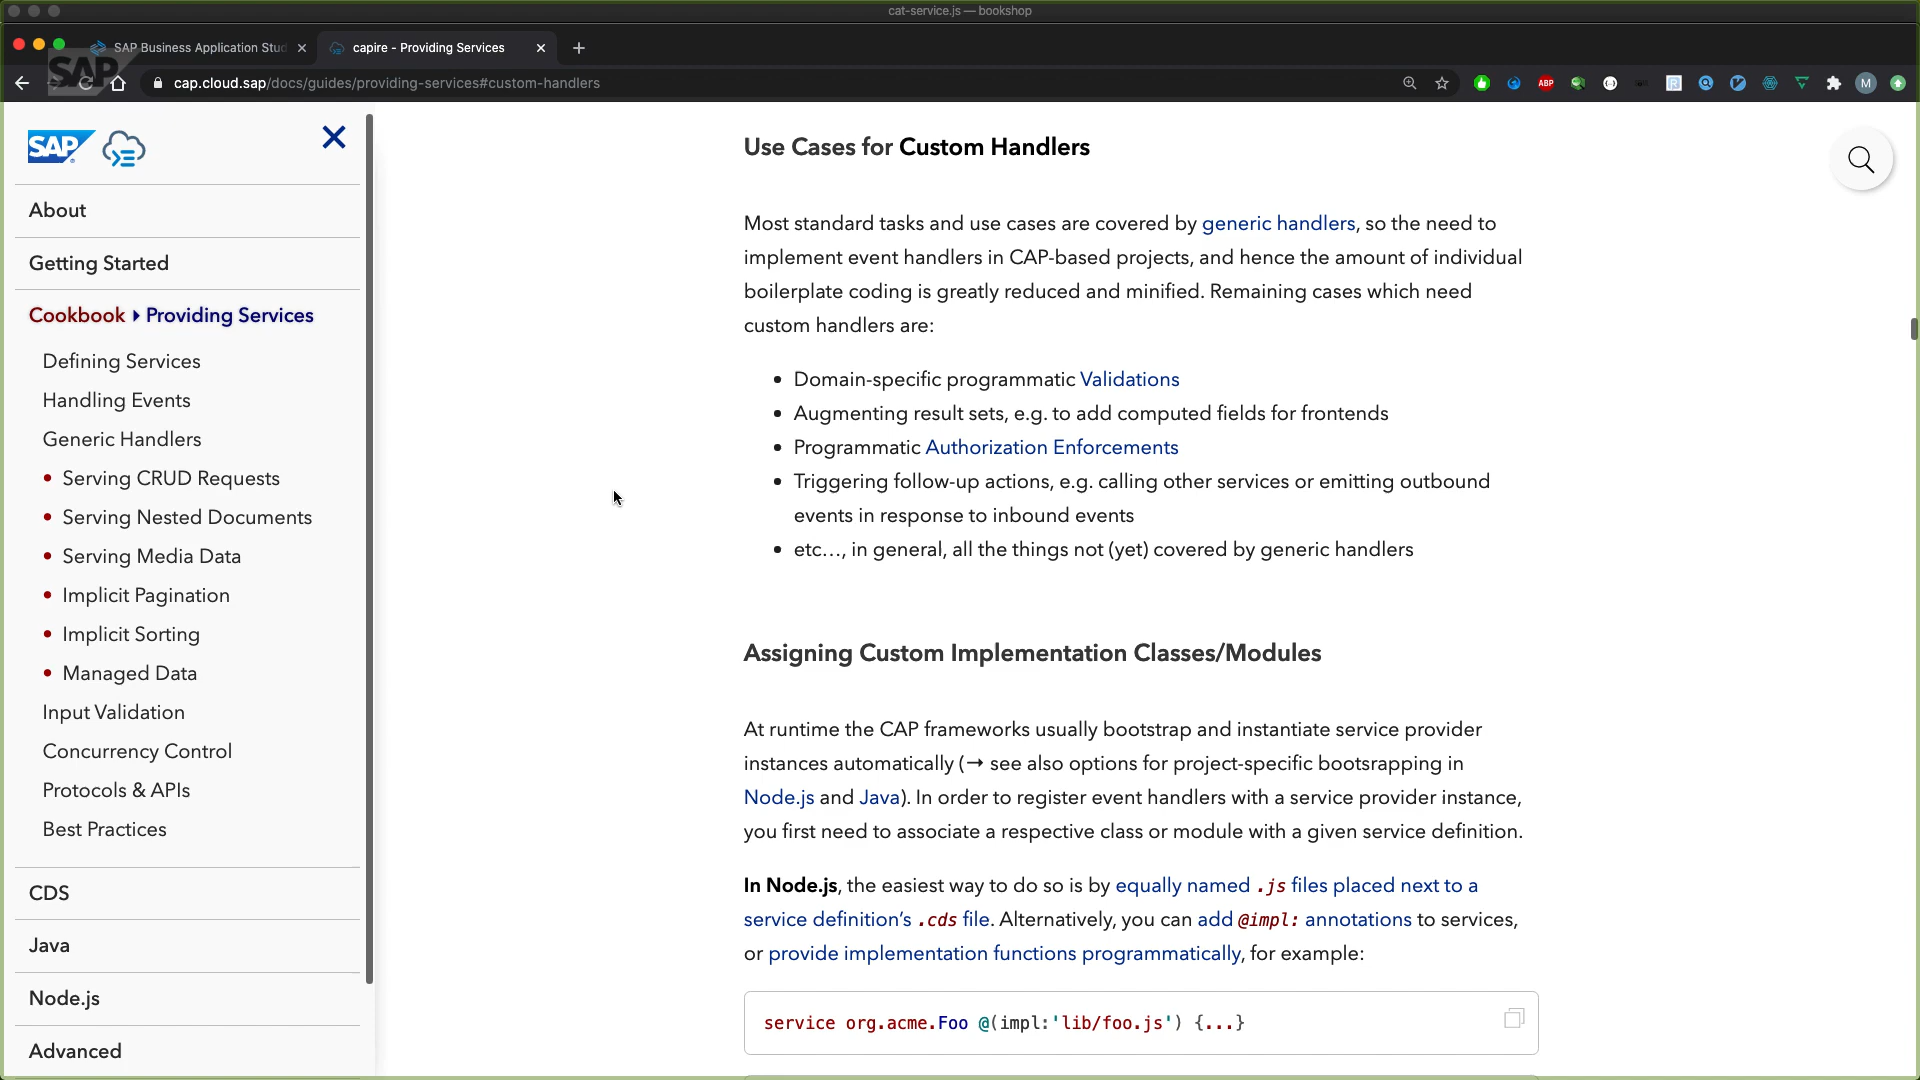 cat-service.js — bookshop
SAP Business Application Stud
capire - Providing Services
SAP
cap.cloud.sap/docs/guides/providing-services#custom-handlers
ABP
M
SAP
About
Getting Started
Cookbook Providing Services
Defining Services
Handling Events
Generic Handlers
• Serving CRUD Requests
• Serving Nested Documents
• Serving Media Data
• Implicit Pagination
• Implicit Sorting
• Managed Data
Input Validation
Concurrency Control
Protocols & APIs
Best Practices
CDS
Java
Node.js
Advanced
Use Cases for Custom Handlers
Most standard tasks and use cases are covered by generic handlers, so the need to
implement event handlers in CAP-based projects, and hence the amount of individual
boilerplate coding is greatly reduced and minified. Remaining cases which need
custom handlers are:
• Domain-specific programmatic Validations
• Augmenting result sets, e.g. to add computed fields for frontends
• Programmatic Authorization Enforcements
• Triggering follow-up actions, e.g. calling other services or emitting outbound
events in response to inbound events
• etc…, in general, all the things not (yet) covered by generic handlers
Assigning Custom Implementation Classes/Modules
At runtime the CAP frameworks usually bootstrap and instantiate service provider
instances automatically (→ see also options for project-specific bootsrapping in
Node.js and Java). In order to register event handlers with a service provider instance,
you first need to associate a respective class or module with a given service definition.
In Node.js, the easiest way to do so is by equally named .js files placed next to a
service definition’s .cds file. Alternatively, you can add @impl: annotations to services,
or provide implementation functions programmatically, for example:
service org.acme.Foo @(impl:'lib/foo.js') {...}